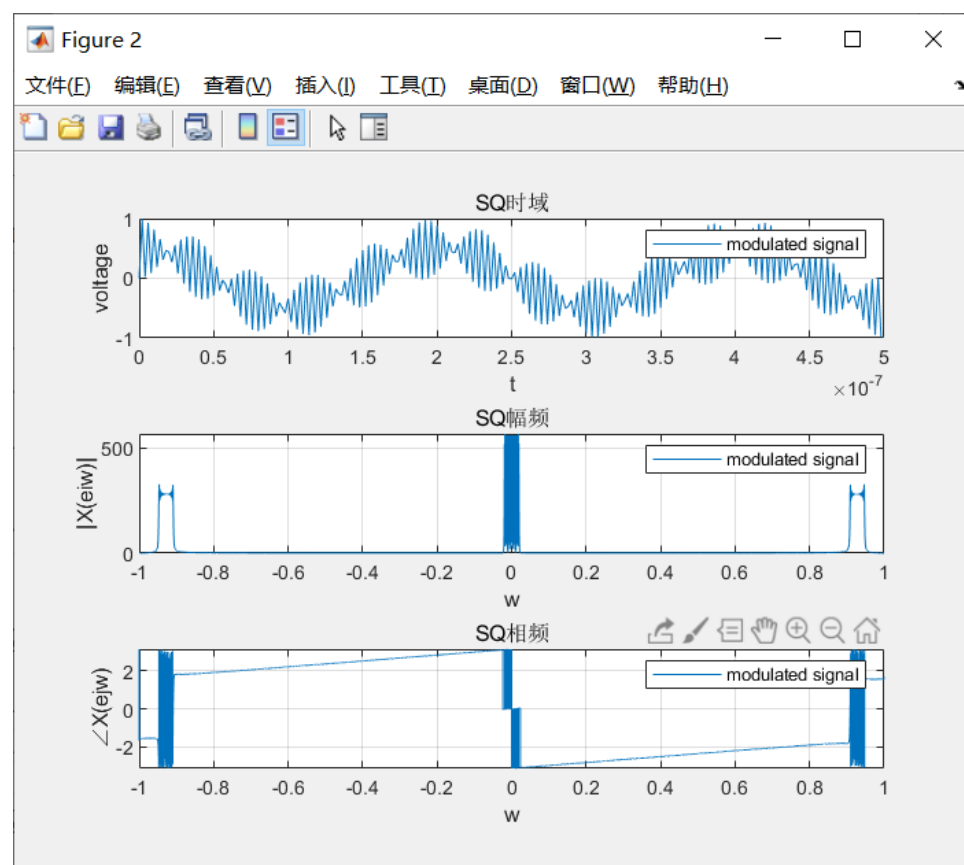 Figure 2
文件(F) 编辑(E) 查看(V) 插入(I) 工具(T) 桌面(D) 窗口(W) 帮助(H)
SQ时域
voltage
1
0
-1
modulated signal
0 0.5 1 1.5 2 2.5 3 3.5 4 4.5 5
t
×10⁻⁷
SQ幅频
|X(eiw)|
500
0
modulated signal
-1 -0.8 -0.6 -0.4 -0.2 0 0.2 0.4 0.6 0.8 1
w
SQ相频
∠X(ejw)
2
0
-2
modulated signal
-1 -0.8 -0.6 -0.4 -0.2 0 0.2 0.4 0.6 0.8 1
w